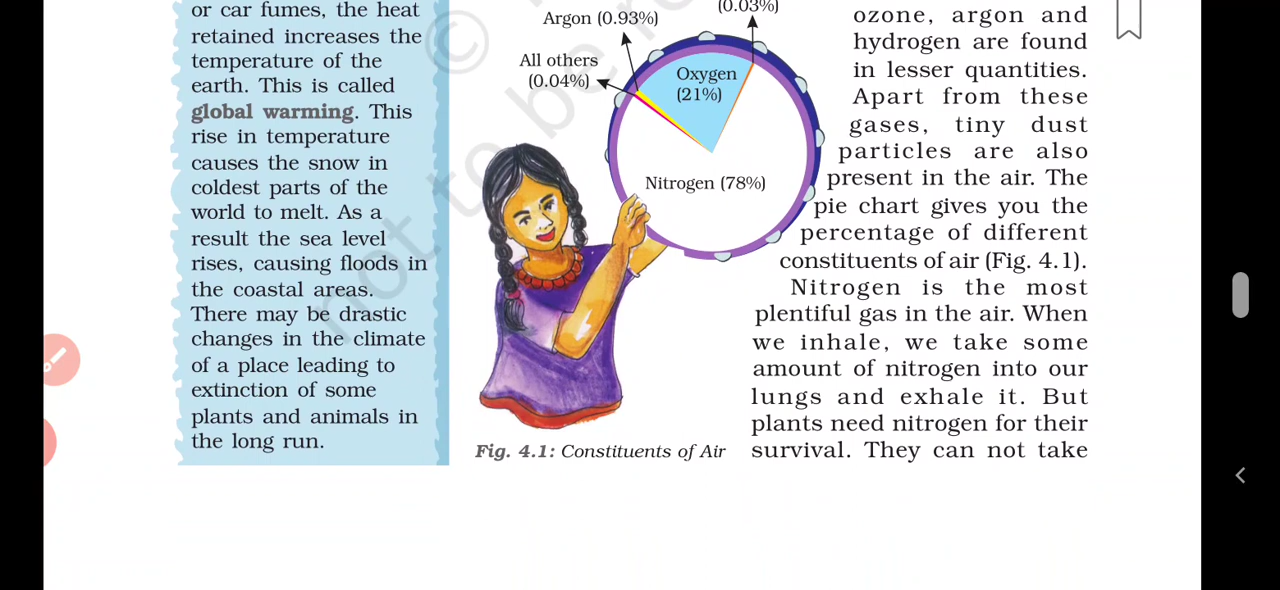 or car fumes, the heat
retained increases the
temperature of the
earth. This is called
global warming. This
rise in temperature
causes the snow in
coldest parts of the
world to melt. As a
result the sea level
rises, causing floods in
the coastal areas.
There may be drastic
changes in the climate
of a place leading to
extinction of some
plants and animals in
the long run.
(0.03%)
Argon (0.93%)
All others
(0.04%)
Oxygen
(21%)
Nitrogen (78%)
Fig. 4.1: Constituents of Air
ozone, argon and
hydrogen are found
in lesser quantities.
Apart from these
gases, tiny dust
particles are also
present in the air. The
pie chart gives you the
percentage of different
constituents of air (Fig. 4.1).
Nitrogen is the most
plentiful gas in the air. When
we inhale, we take some
amount of nitrogen into our
lungs and exhale it. But
plants need nitrogen for their
survival. They can not take
©
not to be re